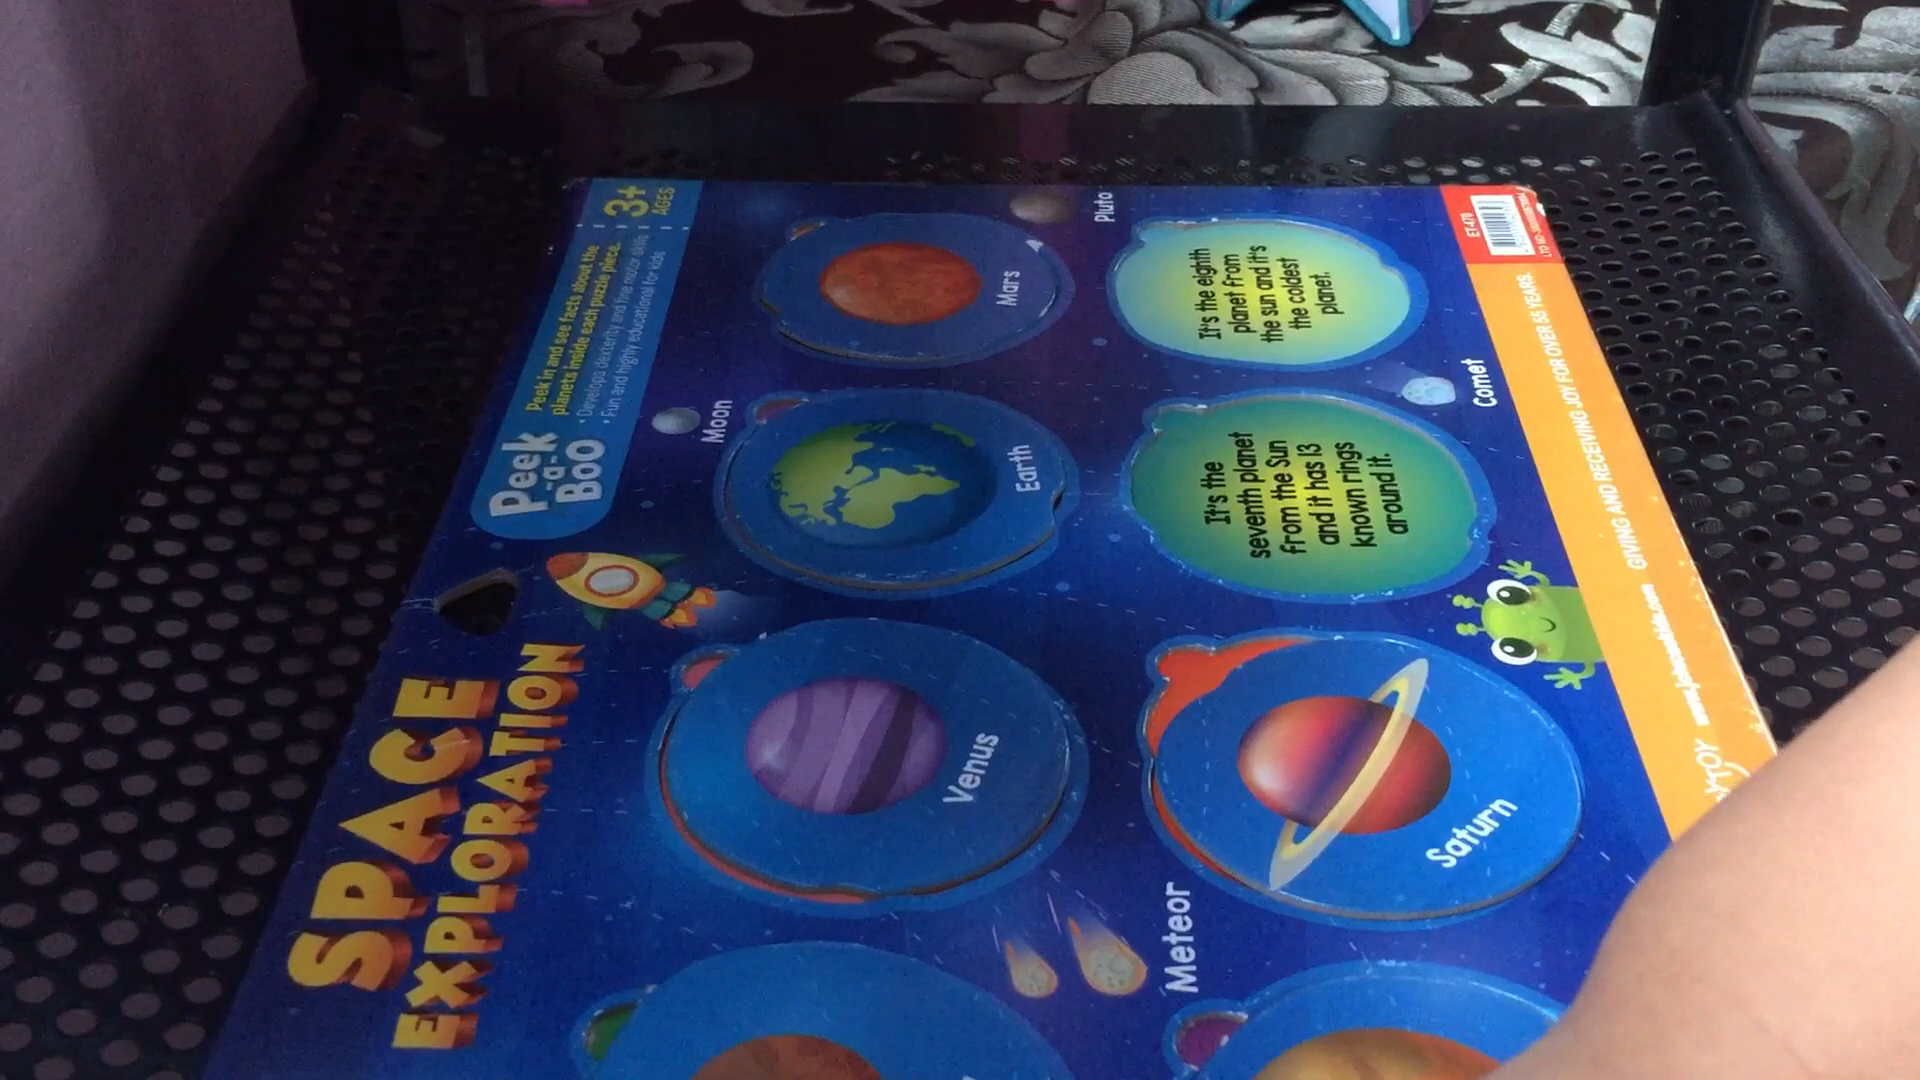 SPACE
EXPLORATION
Peek
-a-
Boo
Peek in and see facts about the
planets inside each puzzle piece.
• Develops dexterity and fine motor skills
• Fun and highly educational for kids
3+
AGES
Moon
Venus
Earth
Mars
Pluto
Meteor
Saturn
It's the
seventh planet
from the Sun
and it has 13
known rings
around it.
It's the eighth
planet from
the sun and it's
the coldest
planet.
Comet
GIVING AND RECEIVING JOY FOR OVER 55 YEARS.
ET-470